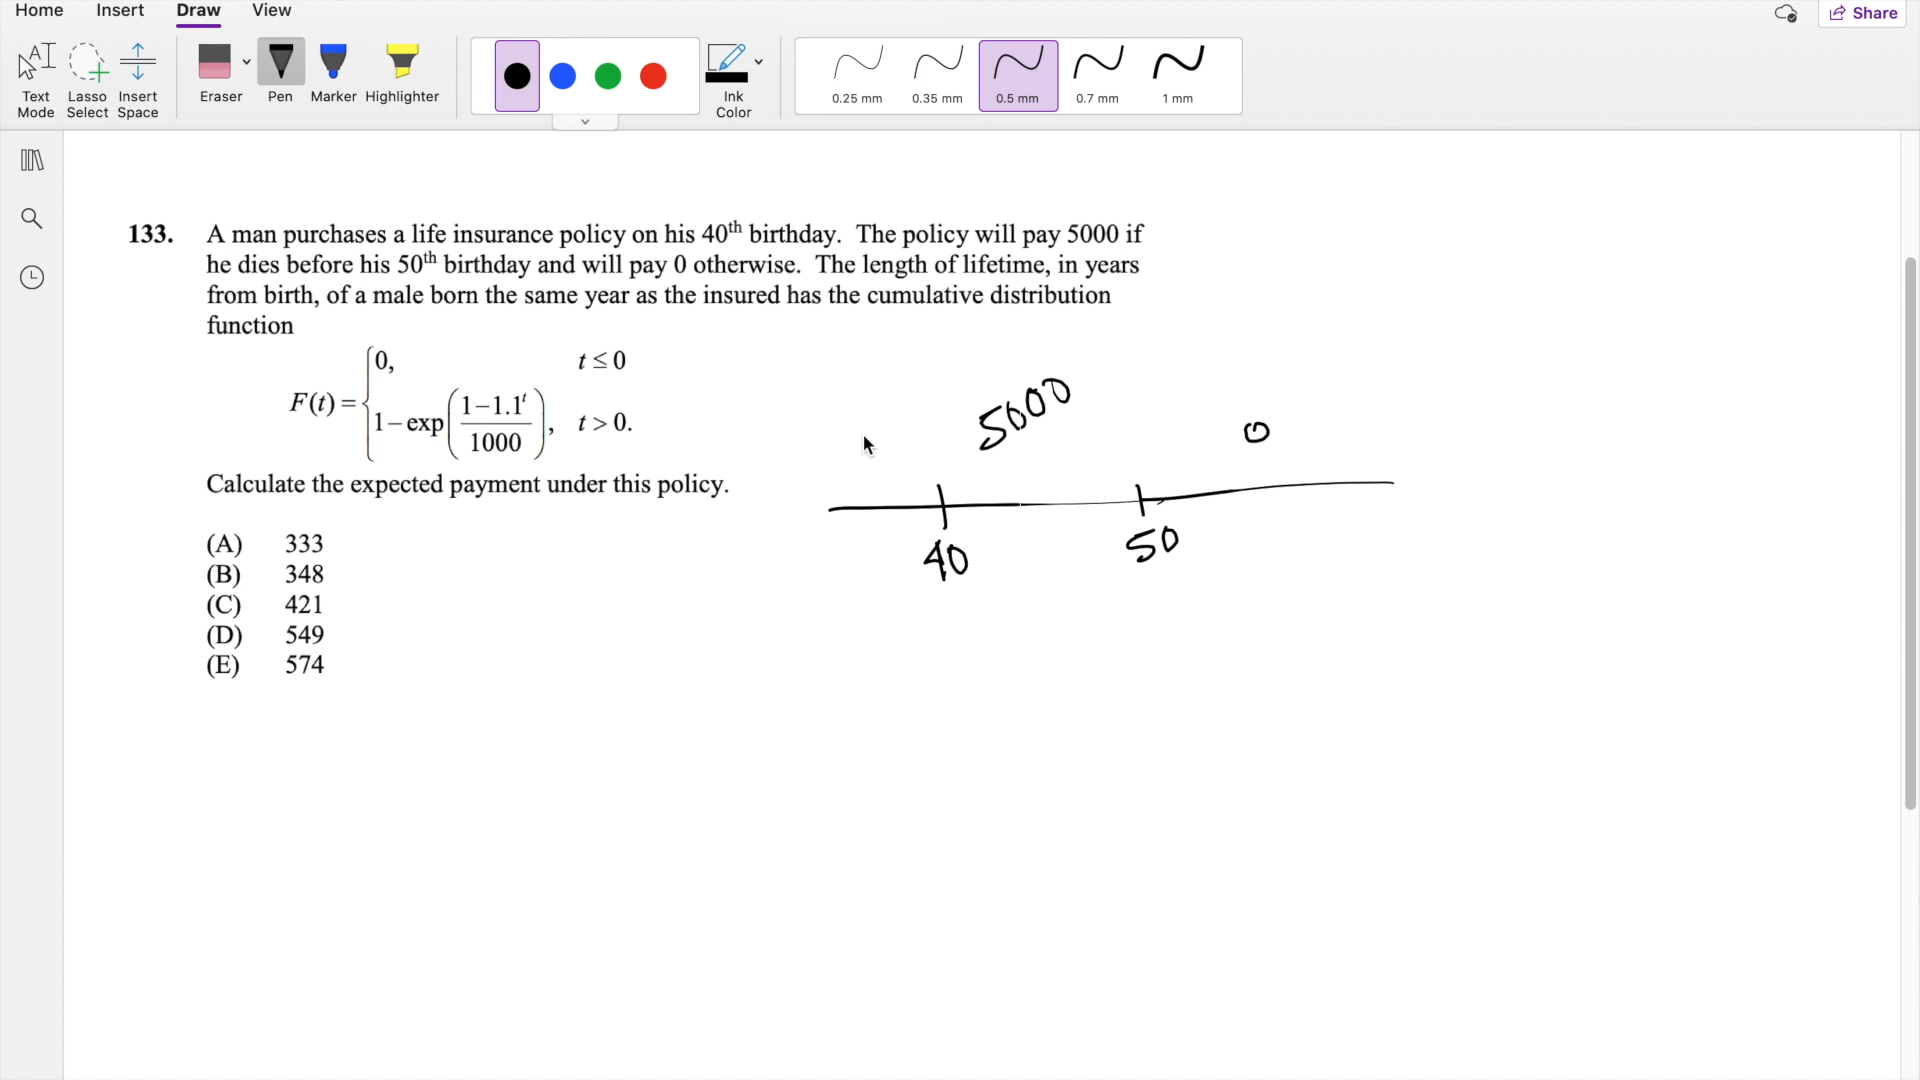 Home Insert Draw View
Share
Text Mode
Lasso Select
Insert Space
Eraser
Pen
Marker
Highlighter
Ink Color
0.25 mm
0.35 mm
0.5 mm
0.7 mm
1 mm
133. A man purchases a life insurance policy on his 40th birthday. The policy will pay 5000 if
he dies before his 50th birthday and will pay 0 otherwise. The length of lifetime, in years
from birth, of a male born the same year as the insured has the cumulative distribution
function
F(t) = { 0, t ≤ 0
1 − exp((1−1.1^t)/1000), t > 0.
Calculate the expected payment under this policy.
(A) 333
(B) 348
(C) 421
(D) 549
(E) 574
5000
0
40
50